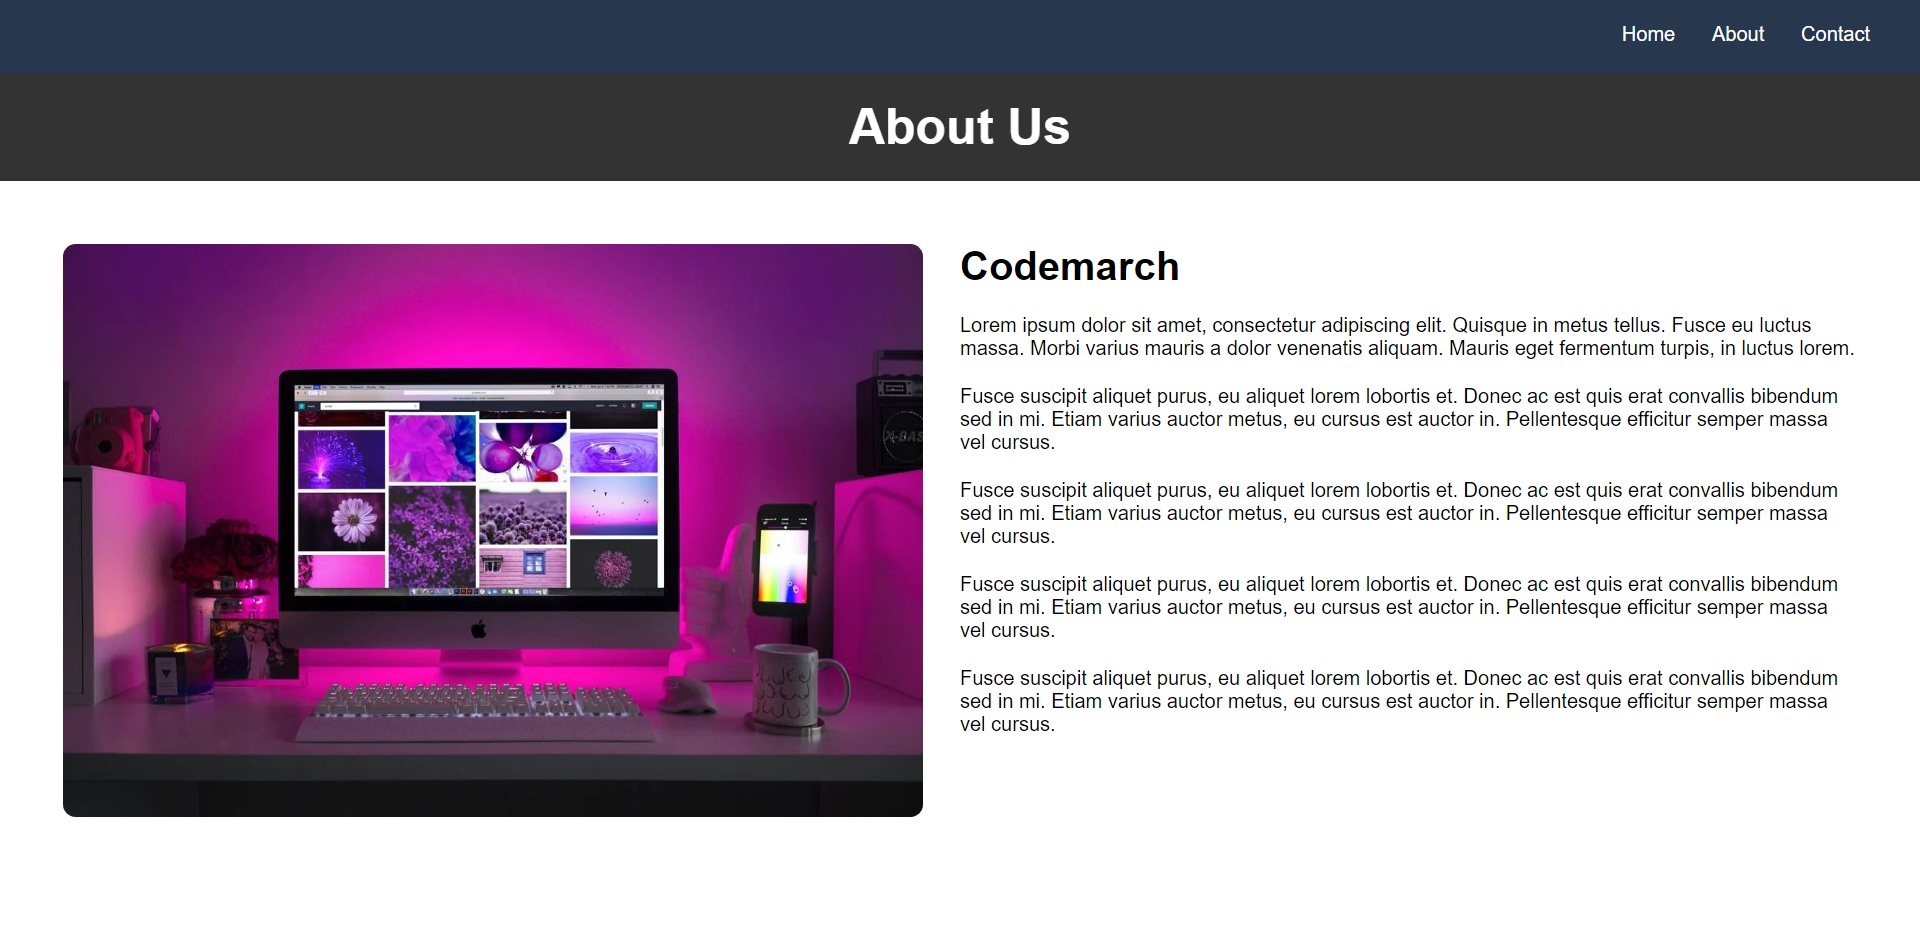 Home About Contact
About Us
Codemarch
Lorem ipsum dolor sit amet, consectetur adipiscing elit. Quisque in metus tellus. Fusce eu luctus
massa. Morbi varius mauris a dolor venenatis aliquam. Mauris eget fermentum turpis, in luctus lorem.
Fusce suscipit aliquet purus, eu aliquet lorem lobortis et. Donec ac est quis erat convallis bibendum
sed in mi. Etiam varius auctor metus, eu cursus est auctor in. Pellentesque efficitur semper massa
vel cursus.
Fusce suscipit aliquet purus, eu aliquet lorem lobortis et. Donec ac est quis erat convallis bibendum
sed in mi. Etiam varius auctor metus, eu cursus est auctor in. Pellentesque efficitur semper massa
vel cursus.
Fusce suscipit aliquet purus, eu aliquet lorem lobortis et. Donec ac est quis erat convallis bibendum
sed in mi. Etiam varius auctor metus, eu cursus est auctor in. Pellentesque efficitur semper massa
vel cursus.
Fusce suscipit aliquet purus, eu aliquet lorem lobortis et. Donec ac est quis erat convallis bibendum
sed in mi. Etiam varius auctor metus, eu cursus est auctor in. Pellentesque efficitur semper massa
vel cursus.